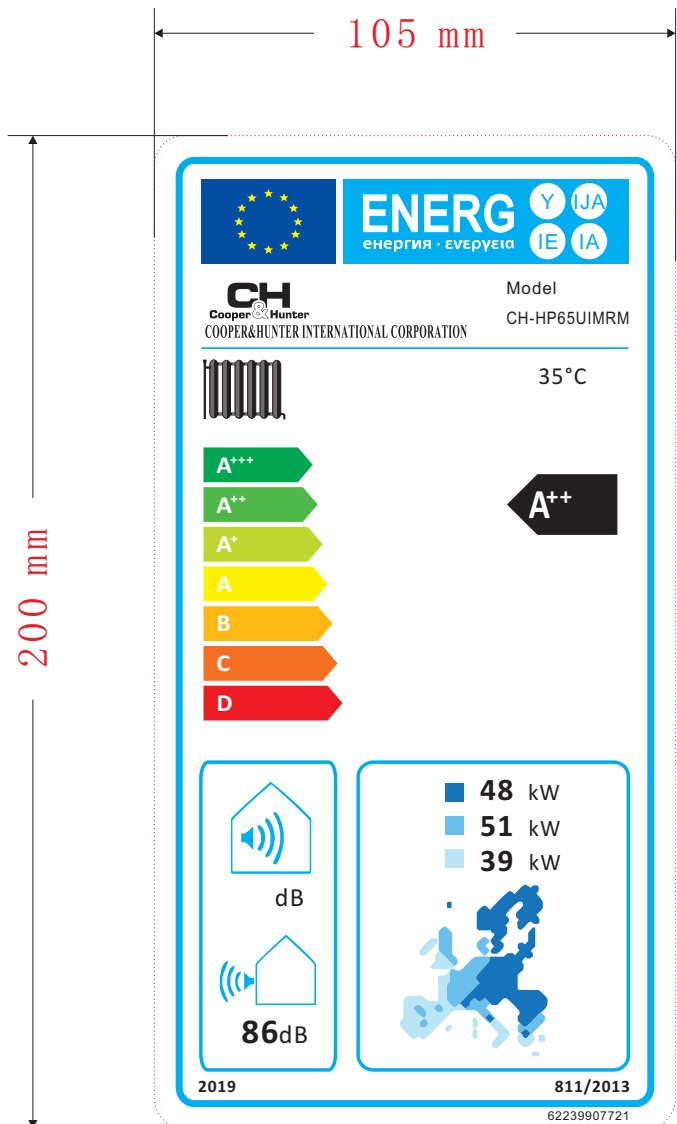 105 mm
200 mm
ENERG
енергия · ενεργεια
Y IJA
IE IA
CH
Cooper&Hunter
COOPER&HUNTER INTERNATIONAL CORPORATION
Model
CH-HP65UIMRM
35°C
A+++
A++
A+
A
B
C
D
A++
dB
86dB
48 kW
51 kW
39 kW
2019
811/2013
62239907721